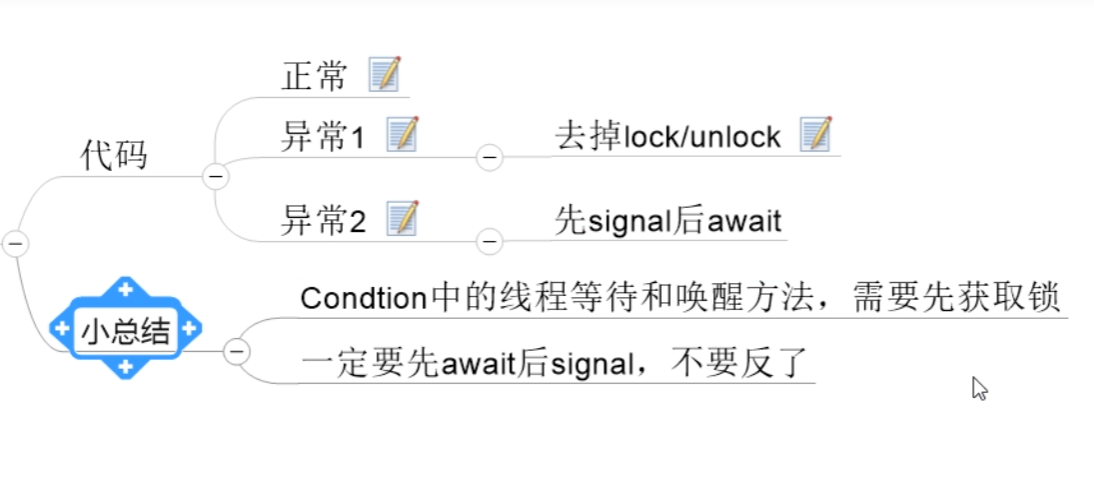 正常
异常1
去掉lock/unlock
代码
异常2
先signal后await
Condtion中的线程等待和唤醒方法，需要先获取锁
小总结
一定要先await后signal，不要反了